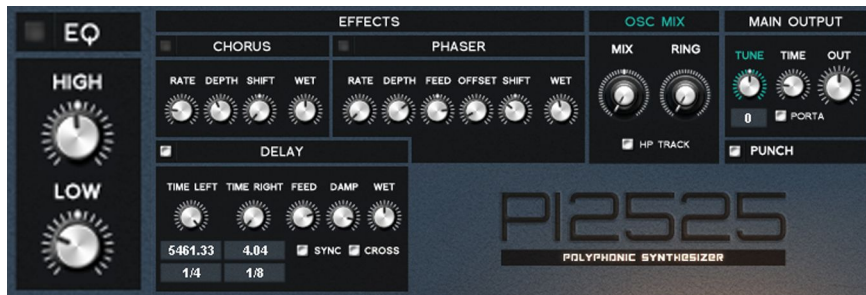 EQ
HIGH
LOW
EFFECTS
CHORUS
RATE DEPTH SHIFT WET
PHASER
RATE DEPTH FEED OFFSET SHIFT WET
DELAY
TIME LEFT TIME RIGHT FEED DAMP WET
5461.33 4.04 SYNC CROSS
1/4 1/8
OSC MIX
MIX RING
HP TRACK
MAIN OUTPUT
TUNE TIME OUT
0 PORTA
PUNCH
PI2525
POLYPHONIC SYNTHESIZER